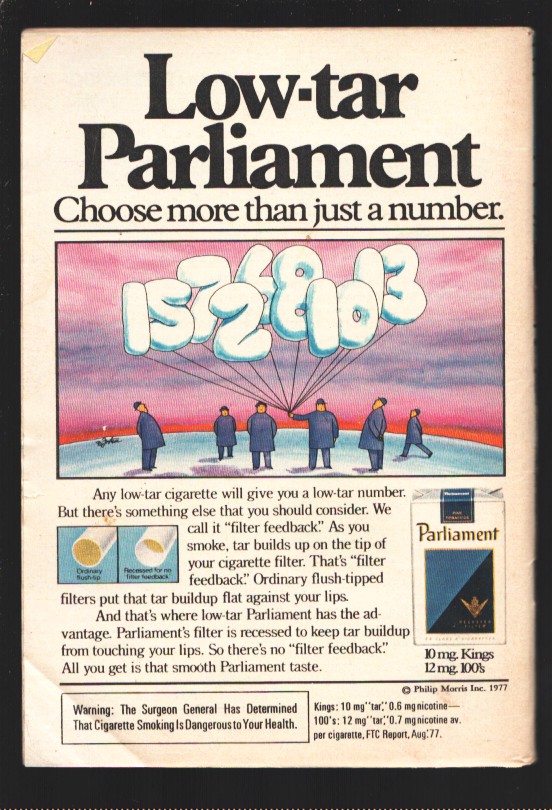 Low-tar
Parliament
Choose more than just a number.
15 7 2 6 8 10 13
Any low-tar cigarette will give you a low-tar number.
But there's something else that you should consider. We
call it "filter feedback." As you
smoke, tar builds up on the tip of
your cigarette filter. That's "filter
feedback." Ordinary flush-tipped
filters put that tar buildup flat against your lips.
Ordinary
flush-up
Recessed for no
"filter feedback"
And that's where low-tar Parliament has the ad-
vantage. Parliament's filter is recessed to keep tar buildup
from touching your lips. So there's no "filter feedback."
All you get is that smooth Parliament taste.
Parliament
RECESSED
FILTER
10 mg. Kings
12 mg. 100's
© Philip Morris Inc. 1977
Warning: The Surgeon General Has Determined
That Cigarette Smoking Is Dangerous to Your Health.
Kings: 10 mg "tar," 0.6 mg nicotine—
100's: 12 mg "tar," 0.7 mg nicotine av.
per cigarette, FTC Report, Aug.'77.